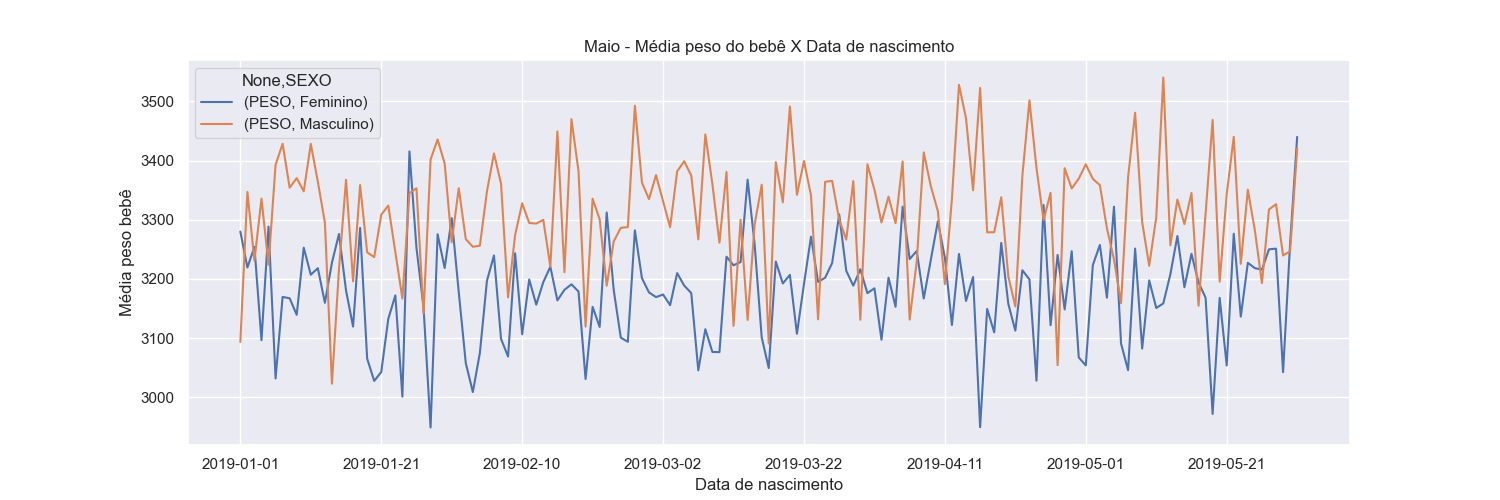 Maio - Média peso do bebê X Data de nascimento
None,SEXO
(PESO, Feminino)
(PESO, Masculino)
Média peso bebê
3500
3400
3300
3200
3100
3000
2019-01-01 2019-01-21 2019-02-10 2019-03-02 2019-03-22 2019-04-11 2019-05-01 2019-05-21
Data de nascimento